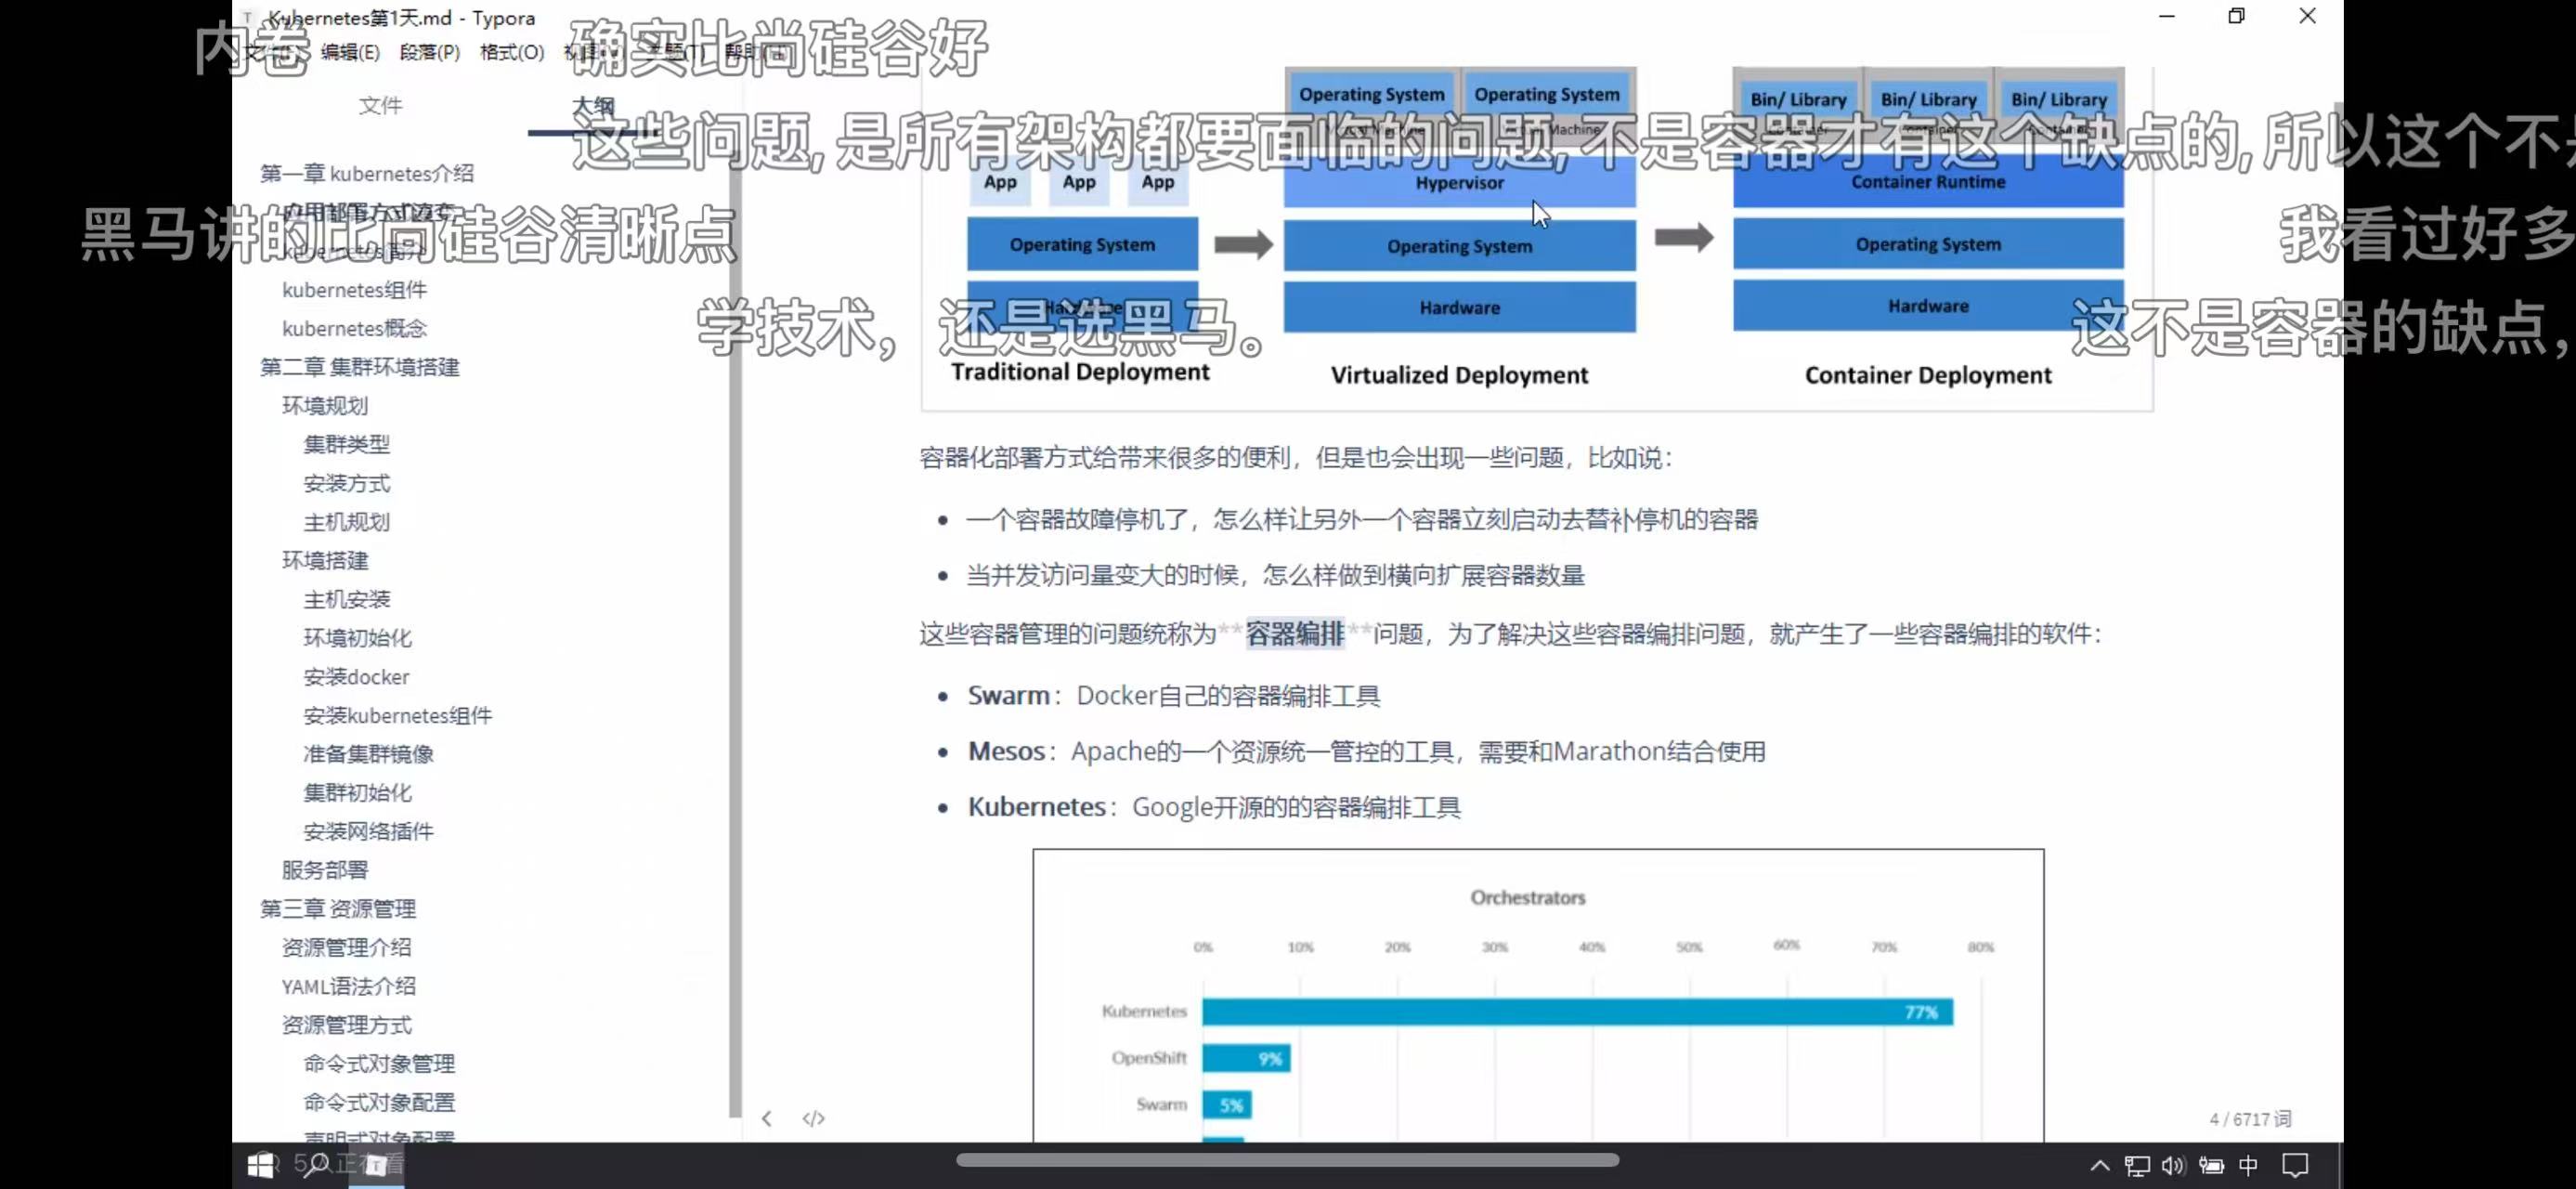 Kubernetes第1天.md - Typora
内卷
确实比尚硅谷好
编辑(E) 段落(P) 格式(O)
文件 大纲
这些问题,是所有架构都要面临的问题,不是容器才有这个缺点的,所以这个不
第一章 kubernetes介绍
应用部署方式演变
黑马讲的比尚硅谷清晰点
我看过好多
kubernetes简介
kubernetes组件
kubernetes概念
学技术，还是选黑马。
这不是容器的缺点，
第二章 集群环境搭建
环境规划
集群类型
安装方式
主机规划
环境搭建
主机安装
环境初始化
安装docker
安装kubernetes组件
准备集群镜像
集群初始化
安装网络插件
服务部署
第三章 资源管理
资源管理介绍
YAML语法介绍
资源管理方式
命令式对象管理
命令式对象配置
声明式对象配置
Operating System Operating System
Bin/ Library Bin/ Library Bin/ Library
App App App
Hypervisor
Container Runtime
Operating System
Operating System
Operating System
Hardware
Hardware
Hardware
Traditional Deployment
Virtualized Deployment
Container Deployment
容器化部署方式给带来很多的便利，但是也会出现一些问题，比如说：
一个容器故障停机了，怎么样让另外一个容器立刻启动去替补停机的容器
当并发访问量变大的时候，怎么样做到横向扩展容器数量
这些容器管理的问题统称为**容器编排**问题，为了解决这些容器编排问题，就产生了一些容器编排的软件：
Swarm：Docker自己的容器编排工具
Mesos：Apache的一个资源统一管控的工具，需要和Marathon结合使用
Kubernetes：Google开源的的容器编排工具
Orchestrators
0% 10% 20% 30% 40% 50% 60% 70% 80%
Kubernetes 77%
OpenShift 9%
Swarm 5%
4 / 6717 词
中